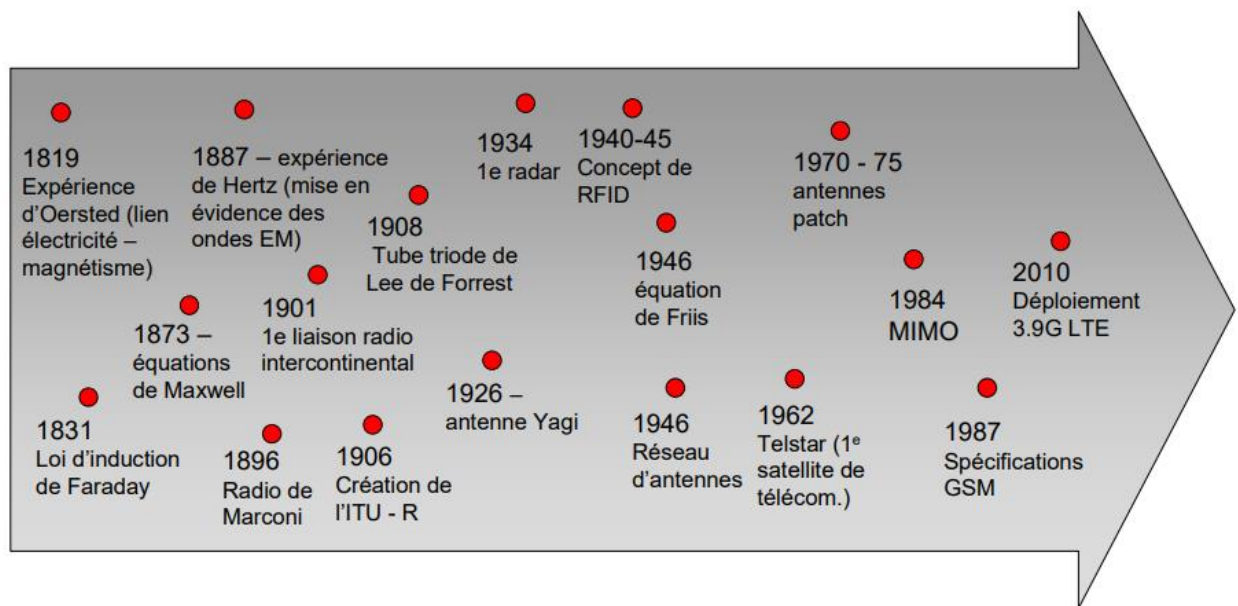 1819
Expérience
d'Oersted (lien
électricité –
magnétisme)
1831
Loi d'induction
de Faraday
1873 –
équations
de Maxwell
1887 – expérience
de Hertz (mise en
évidence des
ondes EM)
1896
Radio de
Marconi
1901
1e liaison radio
intercontinental
1906
Création de
l'ITU - R
1908
Tube triode de
Lee de Forrest
1926 –
antenne Yagi
1934
1e radar
1940-45
Concept de
RFID
1946
équation
de Friis
1946
Réseau
d'antennes
1962
Telstar (1e
satellite de
télécom.)
1970 - 75
antennes
patch
1984
MIMO
1987
Spécifications
GSM
2010
Déploiement
3.9G LTE